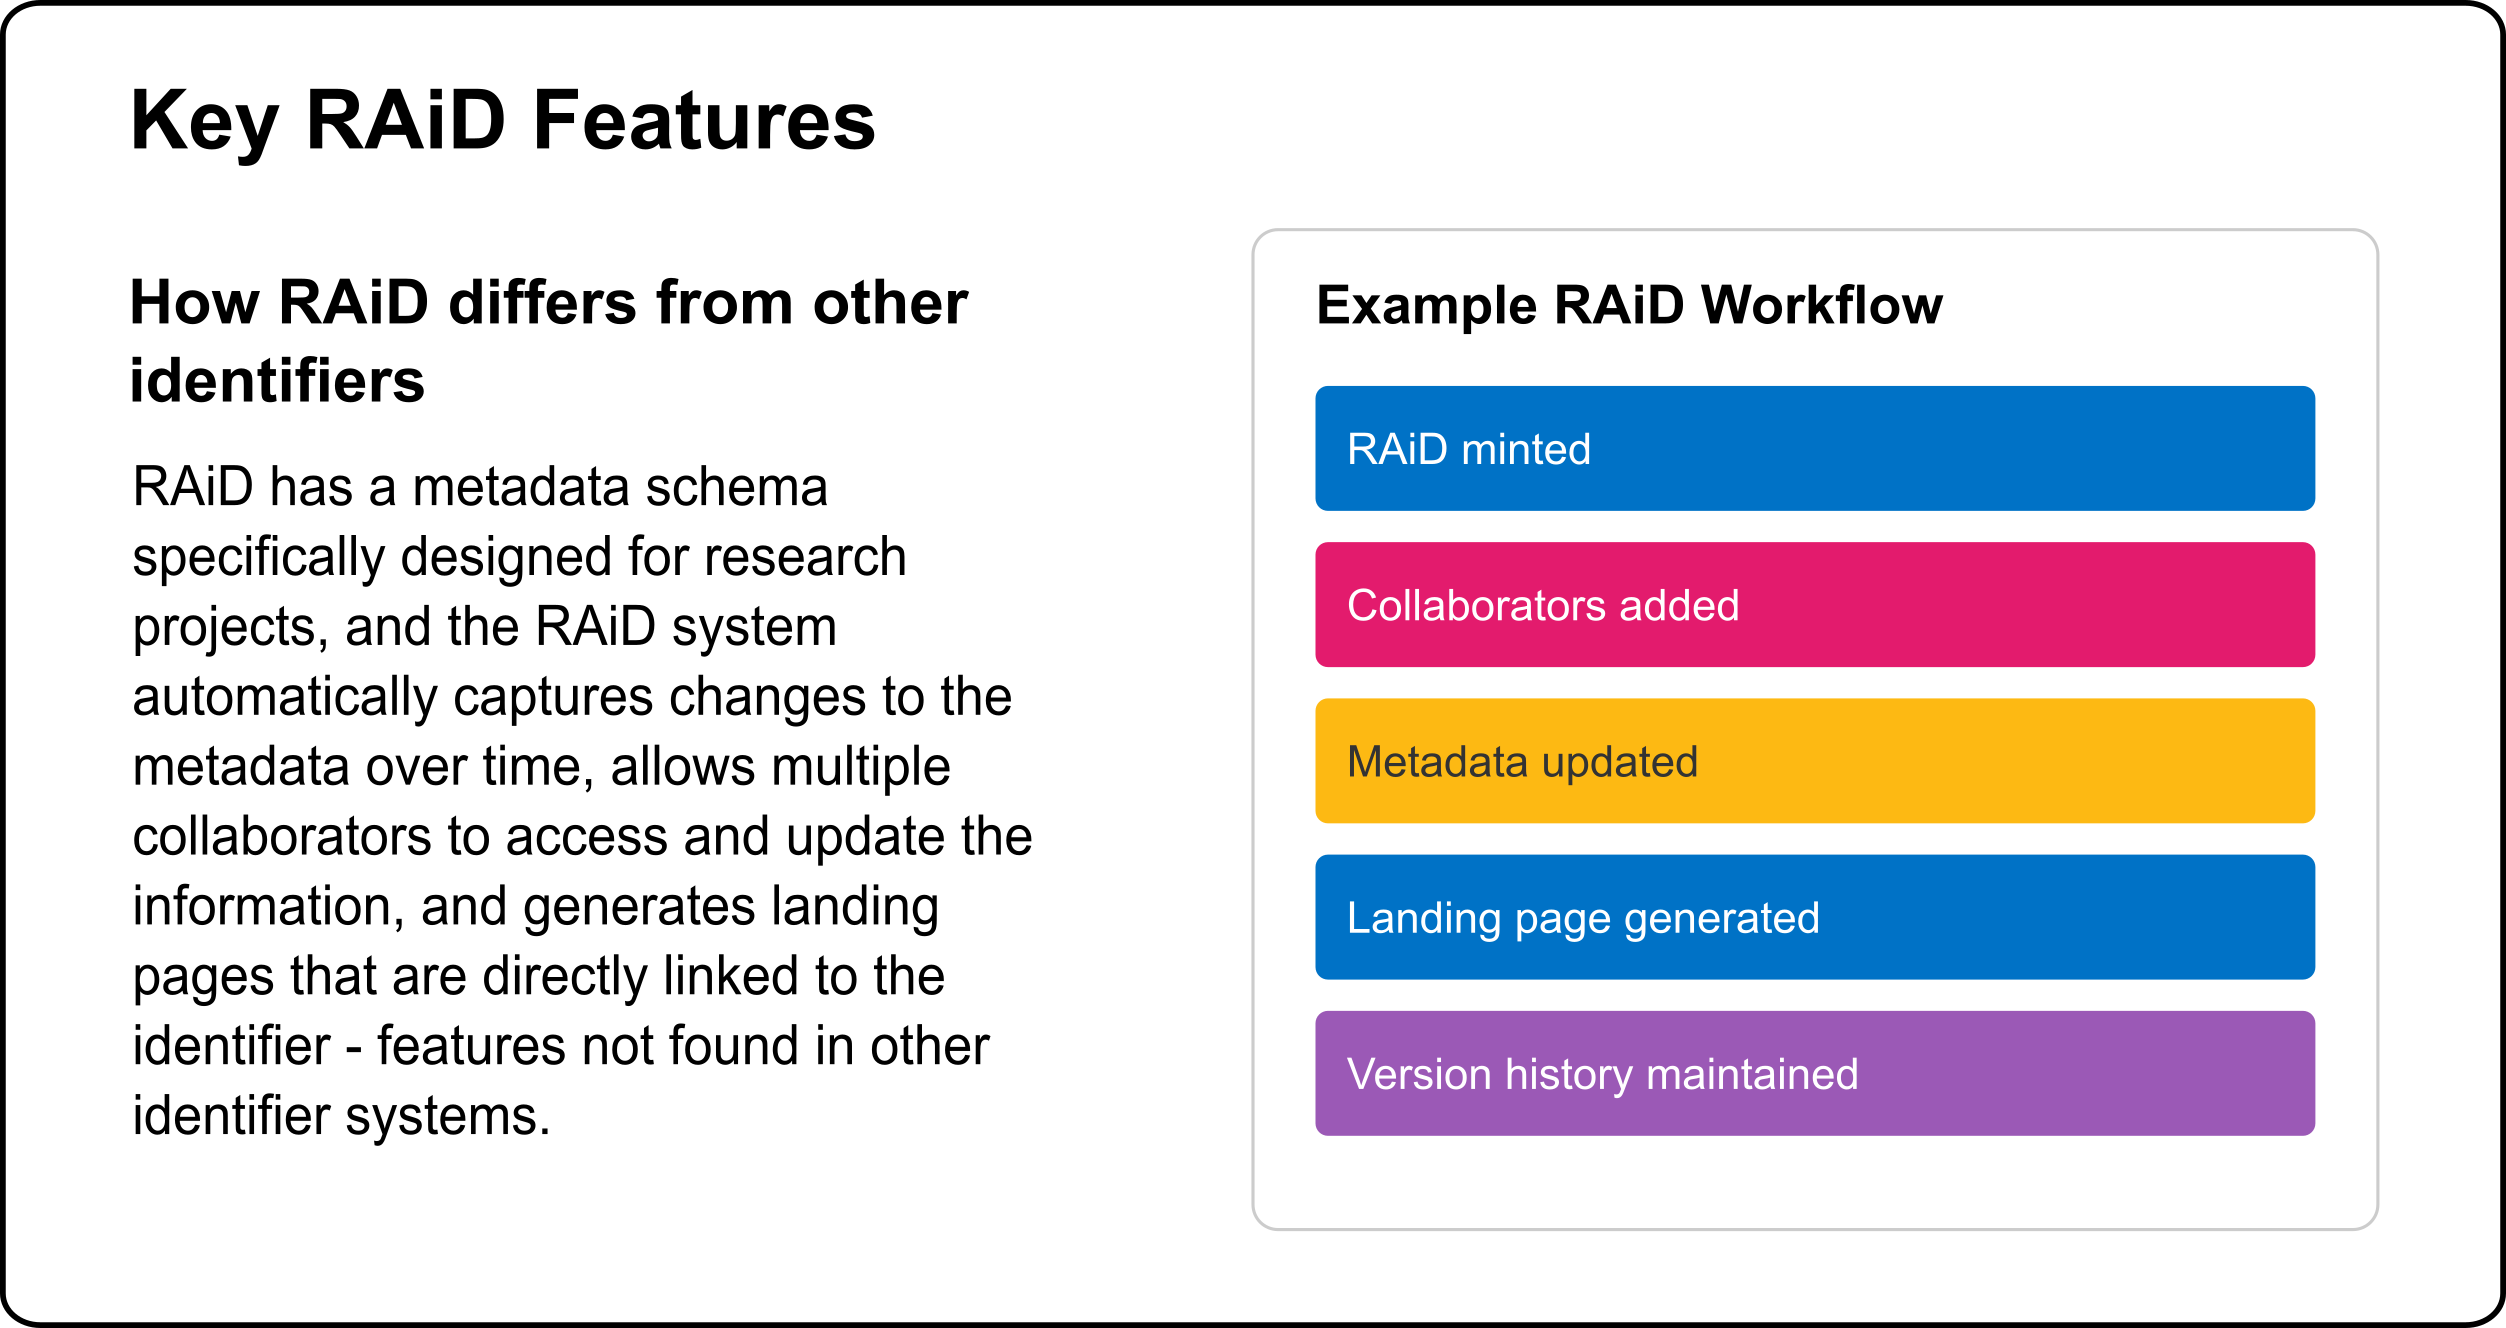 Key RAiD Features
How RAiD differs from other
identifiers
RAiD has a metadata schema
specifically designed for research
projects, and the RAiD system
automatically captures changes to the
metadata over time, allows multiple
collaborators to access and update the
information, and generates landing
pages that are directly linked to the
identifier - features not found in other
identifier systems.
Example RAiD Workflow
RAiD minted
Collaborators added
Metadata updated
Landing page generated
Version history maintained